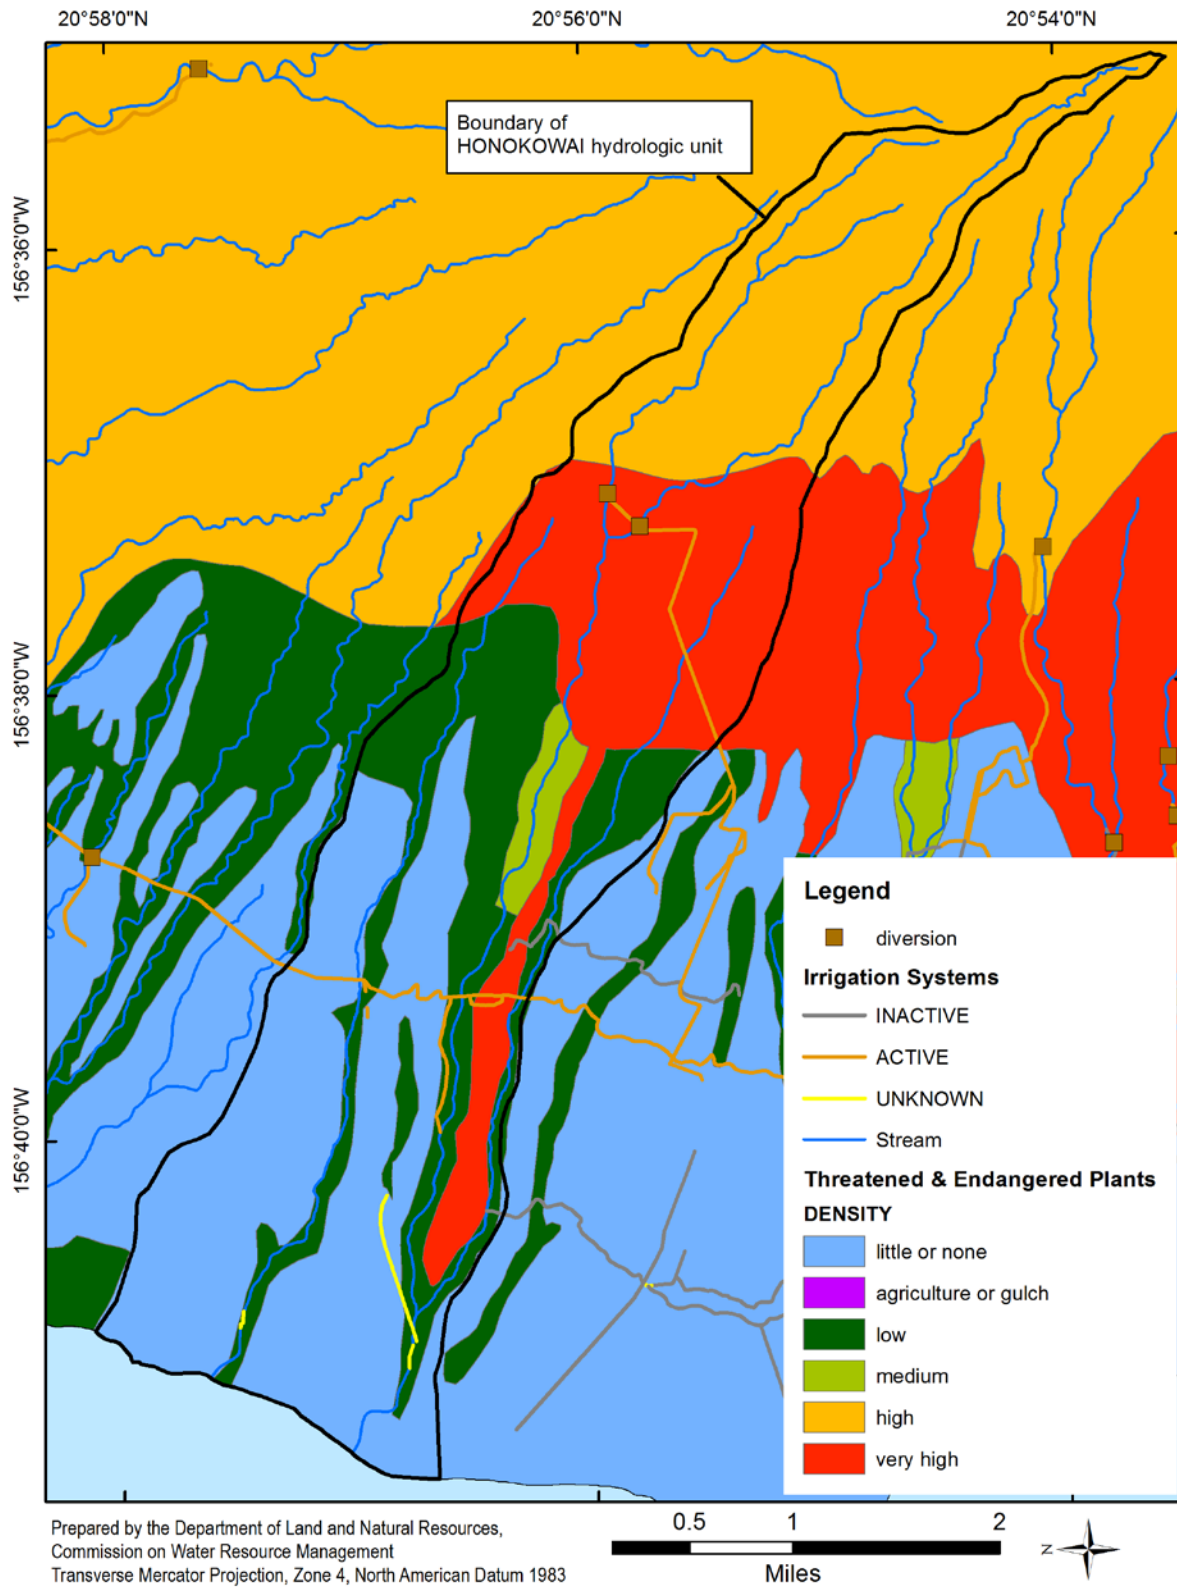 20°58'0"N
20°56'0"N
20°54'0"N
Boundary of
HONOKOWAI hydrologic unit
156°36'0"W
156°38'0"W
156°40'0"W
Legend
diversion
Irrigation Systems
INACTIVE
ACTIVE
UNKNOWN
Stream
Threatened & Endangered Plants
DENSITY
little or none
agriculture or gulch
low
medium
high
very high
Prepared by the Department of Land and Natural Resources,
Commission on Water Resource Management
Transverse Mercator Projection, Zone 4, North American Datum 1983
0.5 1 2
Miles
N